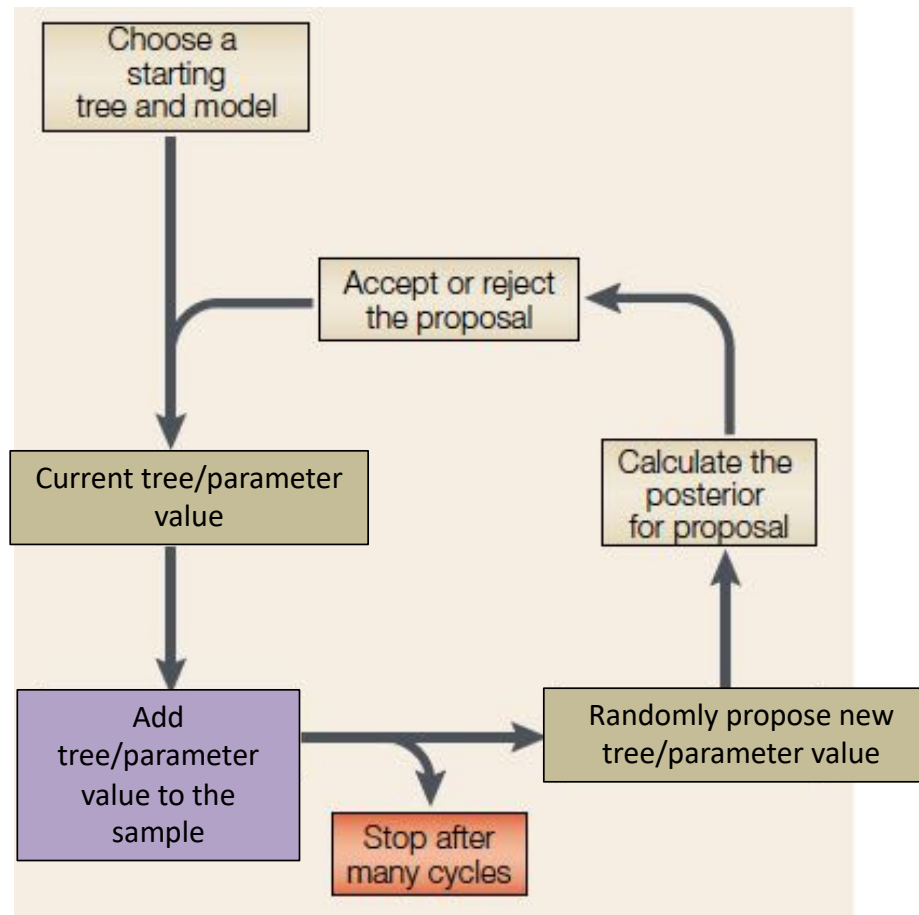 Choose a
starting
tree and model
Accept or reject
the proposal
Current tree/parameter
value
Calculate the
posterior
for proposal
Add
tree/parameter
value to the
sample
Randomly propose new
tree/parameter value
Stop after
many cycles